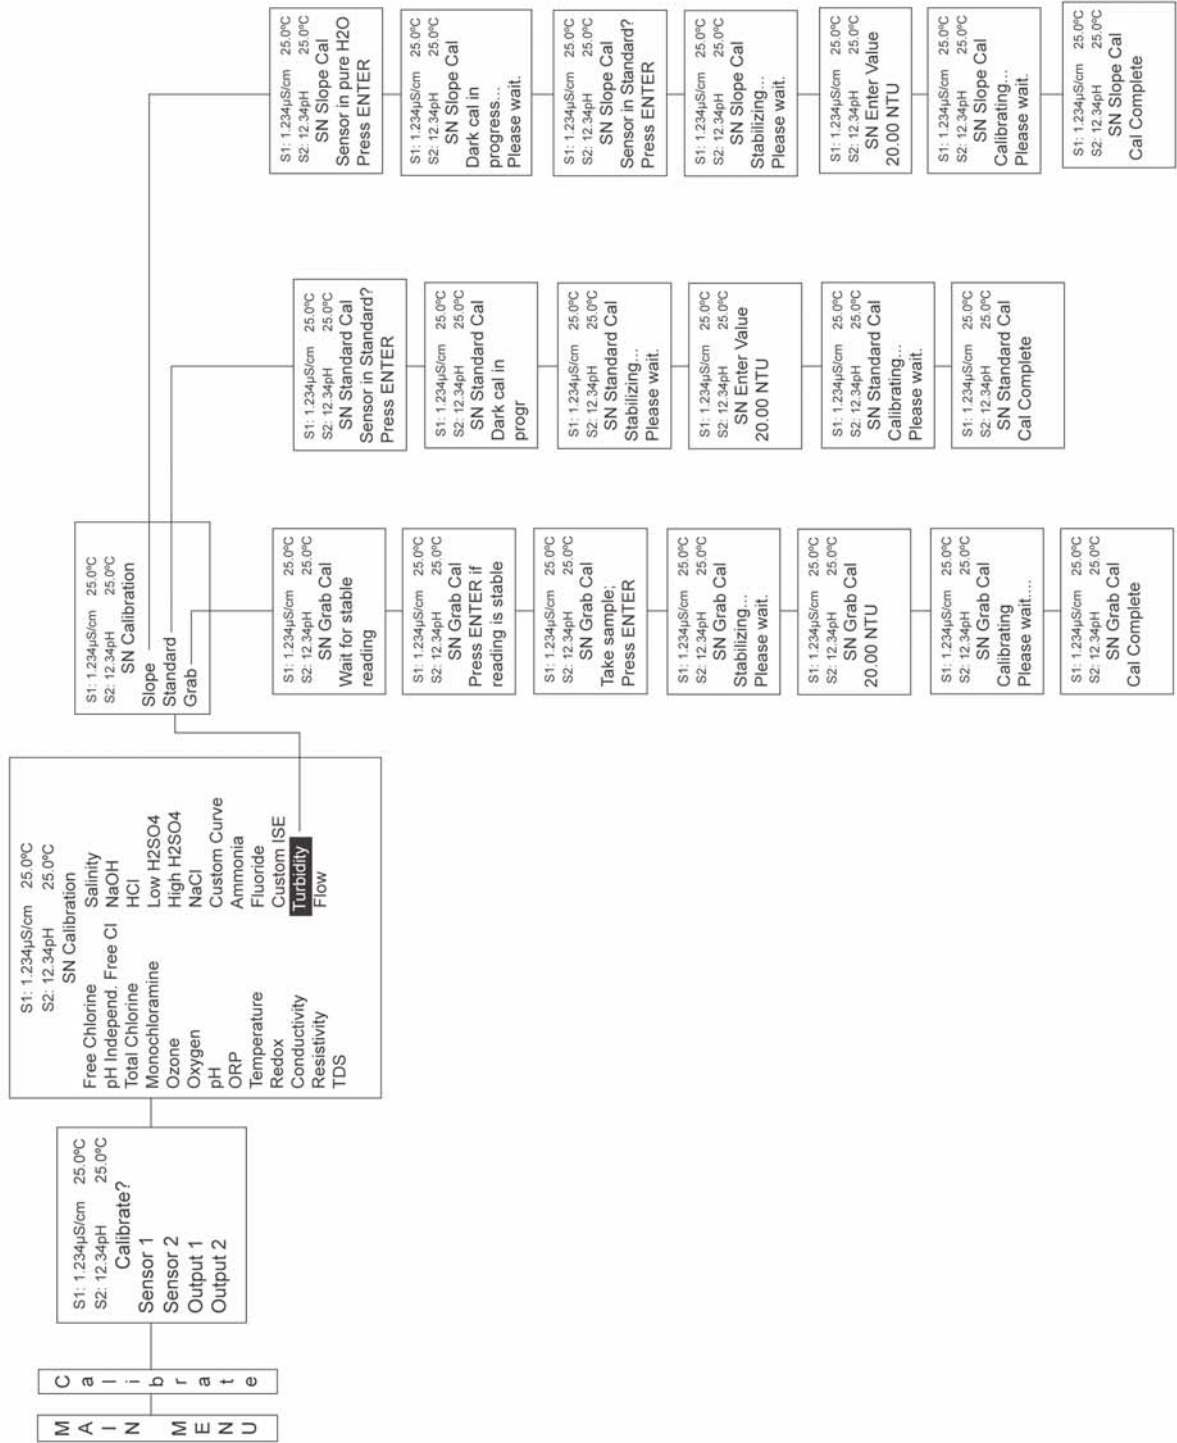 MAIN MENU
Calibrate
S1: 1.234µS/cm 25.0ºC
S2: 12.34pH 25.0ºC
Calibrate?
Sensor 1
Sensor 2
Output 1
Output 2
S1: 1.234µS/cm 25.0ºC
S2: 12.34pH 25.0ºC
SN Calibration
Free Chlorine Salinity
pH Independ. Free Cl NaOH
Total Chlorine HCl
Monochloramine Low H2SO4
Ozone High H2SO4
Oxygen NaCl
pH Custom Curve
ORP Ammonia
Temperature Fluoride
Redox Custom ISE
Conductivity Turbidity
Resistivity Flow
TDS
S1: 1.234µS/cm 25.0ºC
S2: 12.34pH 25.0ºC
SN Calibration
Slope
Standard
Grab
S1: 1.234µS/cm 25.0ºC
S2: 12.34pH 25.0ºC
SN Slope Cal
Sensor in pure H2O
Press ENTER
S1: 1.234µS/cm 25.0ºC
S2: 12.34pH 25.0ºC
SN Slope Cal
Dark cal in
progress...
Please wait.
S1: 1.234µS/cm 25.0ºC
S2: 12.34pH 25.0ºC
SN Slope Cal
Sensor in Standard?
Press ENTER
S1: 1.234µS/cm 25.0ºC
S2: 12.34pH 25.0ºC
SN Slope Cal
Stabilizing...
Please wait.
S1: 1.234µS/cm 25.0ºC
S2: 12.34pH 25.0ºC
SN Enter Value
20.00 NTU
S1: 1.234µS/cm 25.0ºC
S2: 12.34pH 25.0ºC
SN Slope Cal
Calibrating...
Please wait.
S1: 1.234µS/cm 25.0ºC
S2: 12.34pH 25.0ºC
SN Slope Cal
Cal Complete
S1: 1.234µS/cm 25.0ºC
S2: 12.34pH 25.0ºC
SN Standard Cal
Sensor in Standard?
Press ENTER
S1: 1.234µS/cm 25.0ºC
S2: 12.34pH 25.0ºC
SN Standard Cal
Dark cal in
progr
S1: 1.234µS/cm 25.0ºC
S2: 12.34pH 25.0ºC
SN Standard Cal
Stabilizing...
Please wait.
S1: 1.234µS/cm 25.0ºC
S2: 12.34pH 25.0ºC
SN Enter Value
20.00 NTU
S1: 1.234µS/cm 25.0ºC
S2: 12.34pH 25.0ºC
SN Standard Cal
Calibrating...
Please wait.
S1: 1.234µS/cm 25.0ºC
S2: 12.34pH 25.0ºC
SN Standard Cal
Cal Complete
S1: 1.234µS/cm 25.0ºC
S2: 12.34pH 25.0ºC
SN Grab Cal
Wait for stable
reading
S1: 1.234µS/cm 25.0ºC
S2: 12.34pH 25.0ºC
SN Grab Cal
Press ENTER if
reading is stable
S1: 1.234µS/cm 25.0ºC
S2: 12.34pH 25.0ºC
SN Grab Cal
Take sample;
Press ENTER
S1: 1.234µS/cm 25.0ºC
S2: 12.34pH 25.0ºC
SN Grab Cal
Stabilizing...
Please wait.
S1: 1.234µS/cm 25.0ºC
S2: 12.34pH 25.0ºC
SN Grab Cal
20.00 NTU
S1: 1.234µS/cm 25.0ºC
S2: 12.34pH 25.0ºC
SN Grab Cal
Calibrating
Please wait....
S1: 1.234µS/cm 25.0ºC
S2: 12.34pH 25.0ºC
SN Grab Cal
Cal Complete